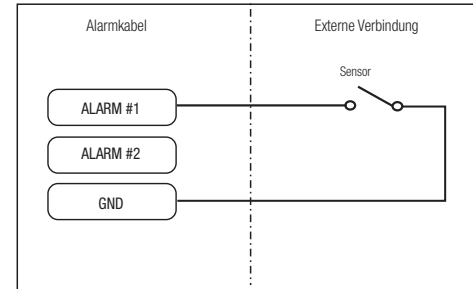 Alarmkabel
Externe Verbindung
Sensor
ALARM #1
ALARM #2
GND